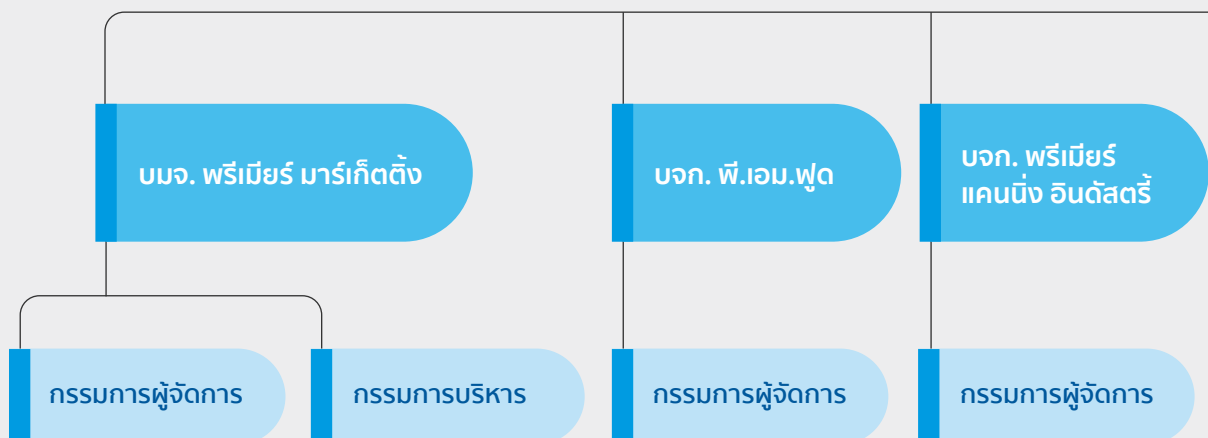 บมจ. พรีเมียร์ มาร์เก็ตติ้ง
บจก. พี.เอม.ฟูด
บจก. พรีเมียร์
แคนนิ่ง อินดัสตรี้
กรรมการผู้จัดการ
กรรมการบริหาร
กรรมการผู้จัดการ
กรรมการผู้จัดการ